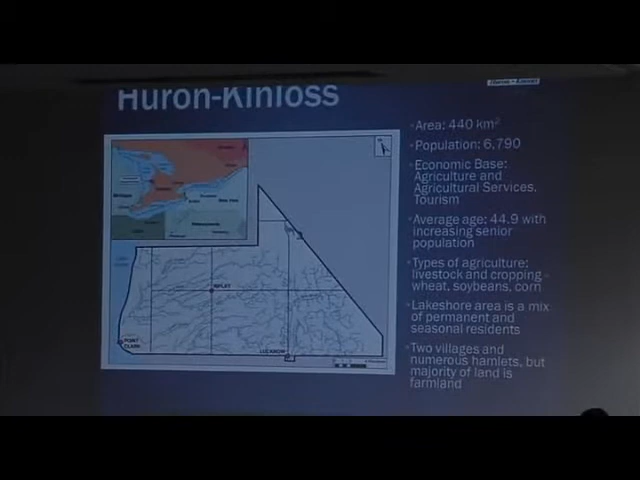 Huron-Kinloss
Area: 440 km²
Population: 6,790
Economic Base:
Agriculture and
Agricultural Services,
Tourism
Average age: 44.9 with
increasing senior
population
Types of agriculture:
livestock and cropping -
wheat, soybeans, corn
Lakeshore area is a mix
of permanent and
seasonal residents
Two villages and
numerous hamlets, but
majority of land is
farmland
RIPLEY
POINT
CLARK
LUCKNOW